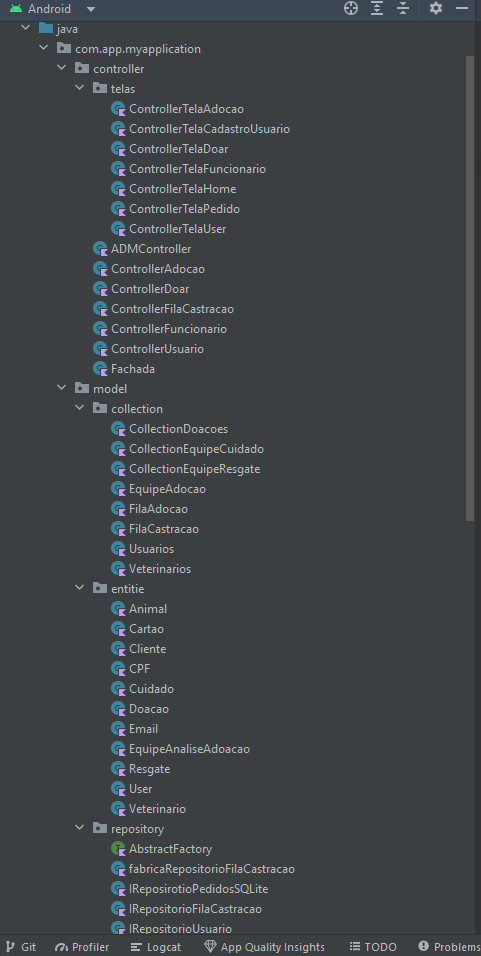 Android
java
com.app.myapplication
controller
telas
ControllerTelaAdocao
ControllerTelaCadastroUsuario
ControllerTelaDoar
ControllerTelaFuncionario
ControllerTelaHome
ControllerTelaPedido
ControllerTelaUser
ADMController
ControllerAdocao
ControllerDoar
ControllerFilaCastracao
ControllerFuncionario
ControllerUsuario
Fachada
model
collection
CollectionDoacoes
CollectionEquipeCuidado
CollectionEquipeResgate
EquipeAdocao
FilaAdocao
FilaCastracao
Usuarios
Veterinarios
entitie
Animal
Cartao
Cliente
CPF
Cuidado
Doacao
Email
EquipeAnaliseAdoacao
Resgate
User
Veterinario
repository
AbstractFactory
fabricaRepositorioFilaCastracao
IReposirotioPedidosSQLite
IRepositorioFilaCastracao
IRepositorioUsuario
Git Profiler Logcat App Quality Insights TODO Problems